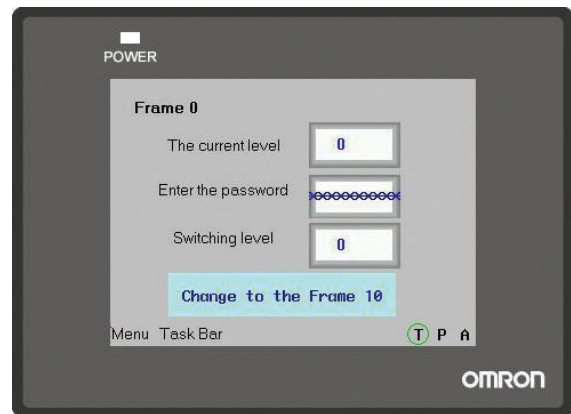 POWER
Frame 0
The current level 0
Enter the password
Switching level 0
Change to the Frame 10
Menu Task Bar T P A
OMRON